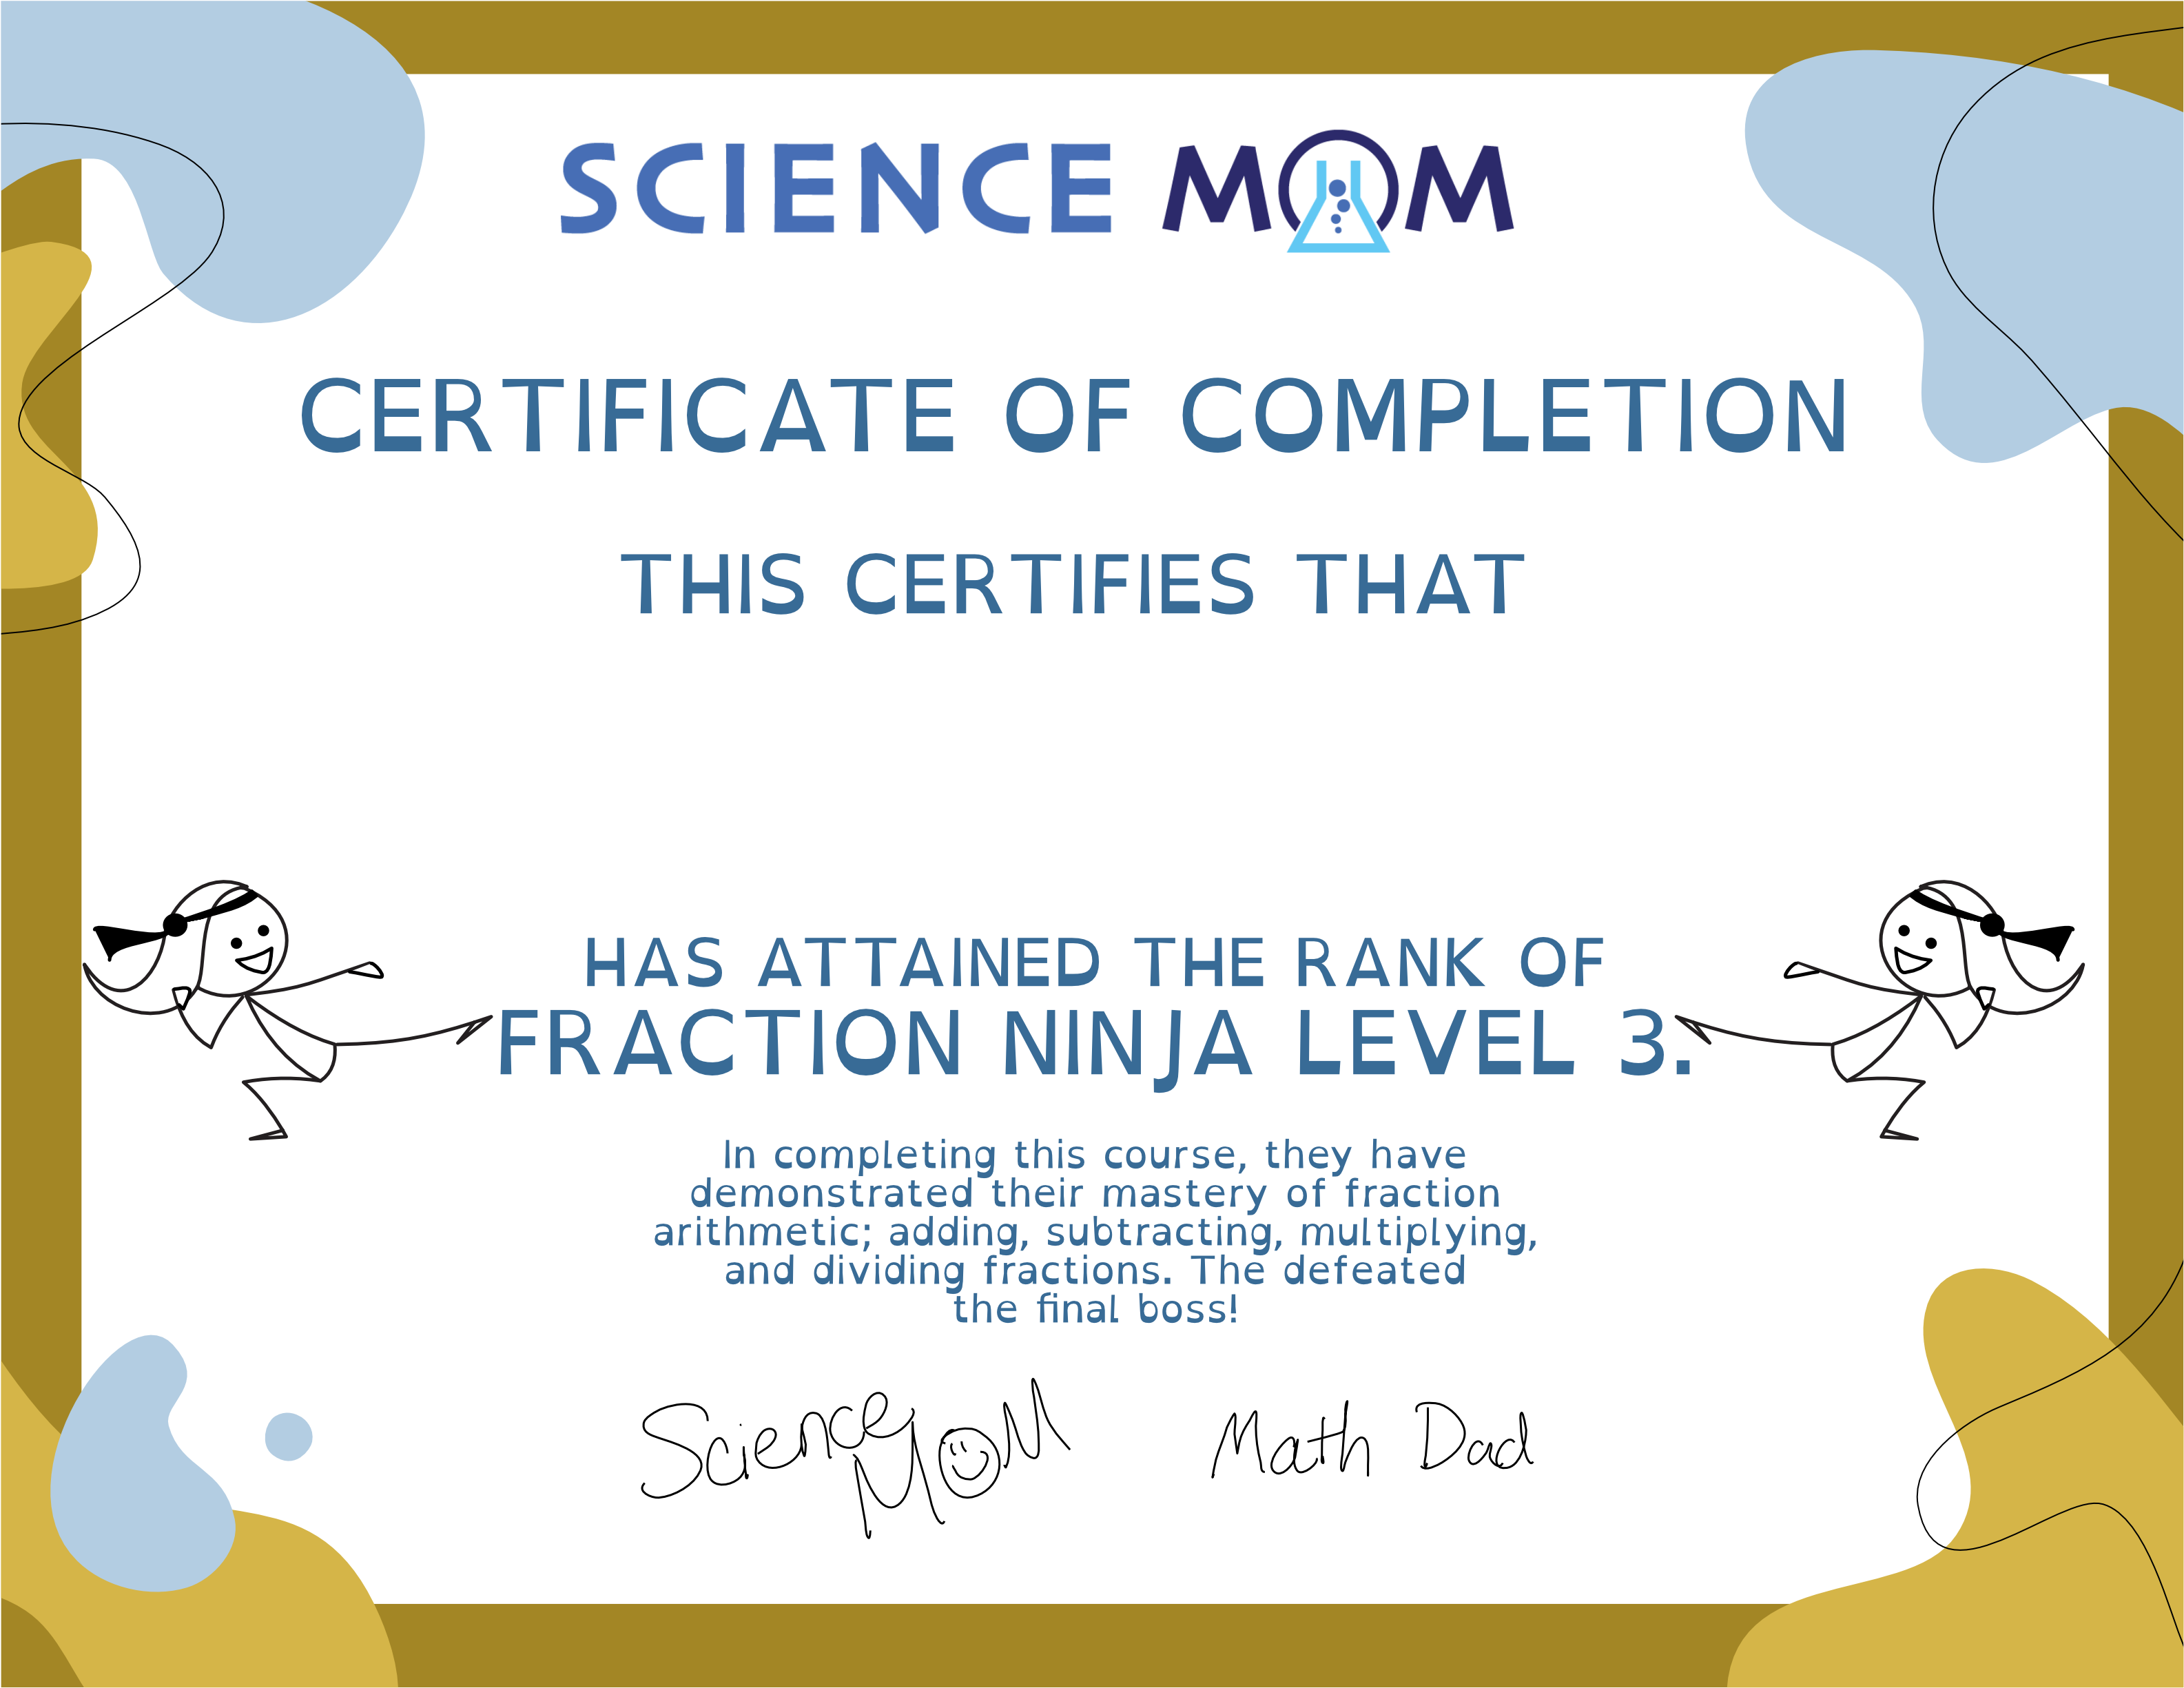 SCIENCE MOM
CERTIFICATE OF COMPLETION
THIS CERTIFIES THAT
HAS ATTAINED THE RANK OF
FRACTION NINJA LEVEL 3.
In completing this course, they have
demonstrated their mastery of fraction
arithmetic; adding, subtracting, multiplying,
and dividing fractions. The defeated
the final boss!
Science MOM Math Dad